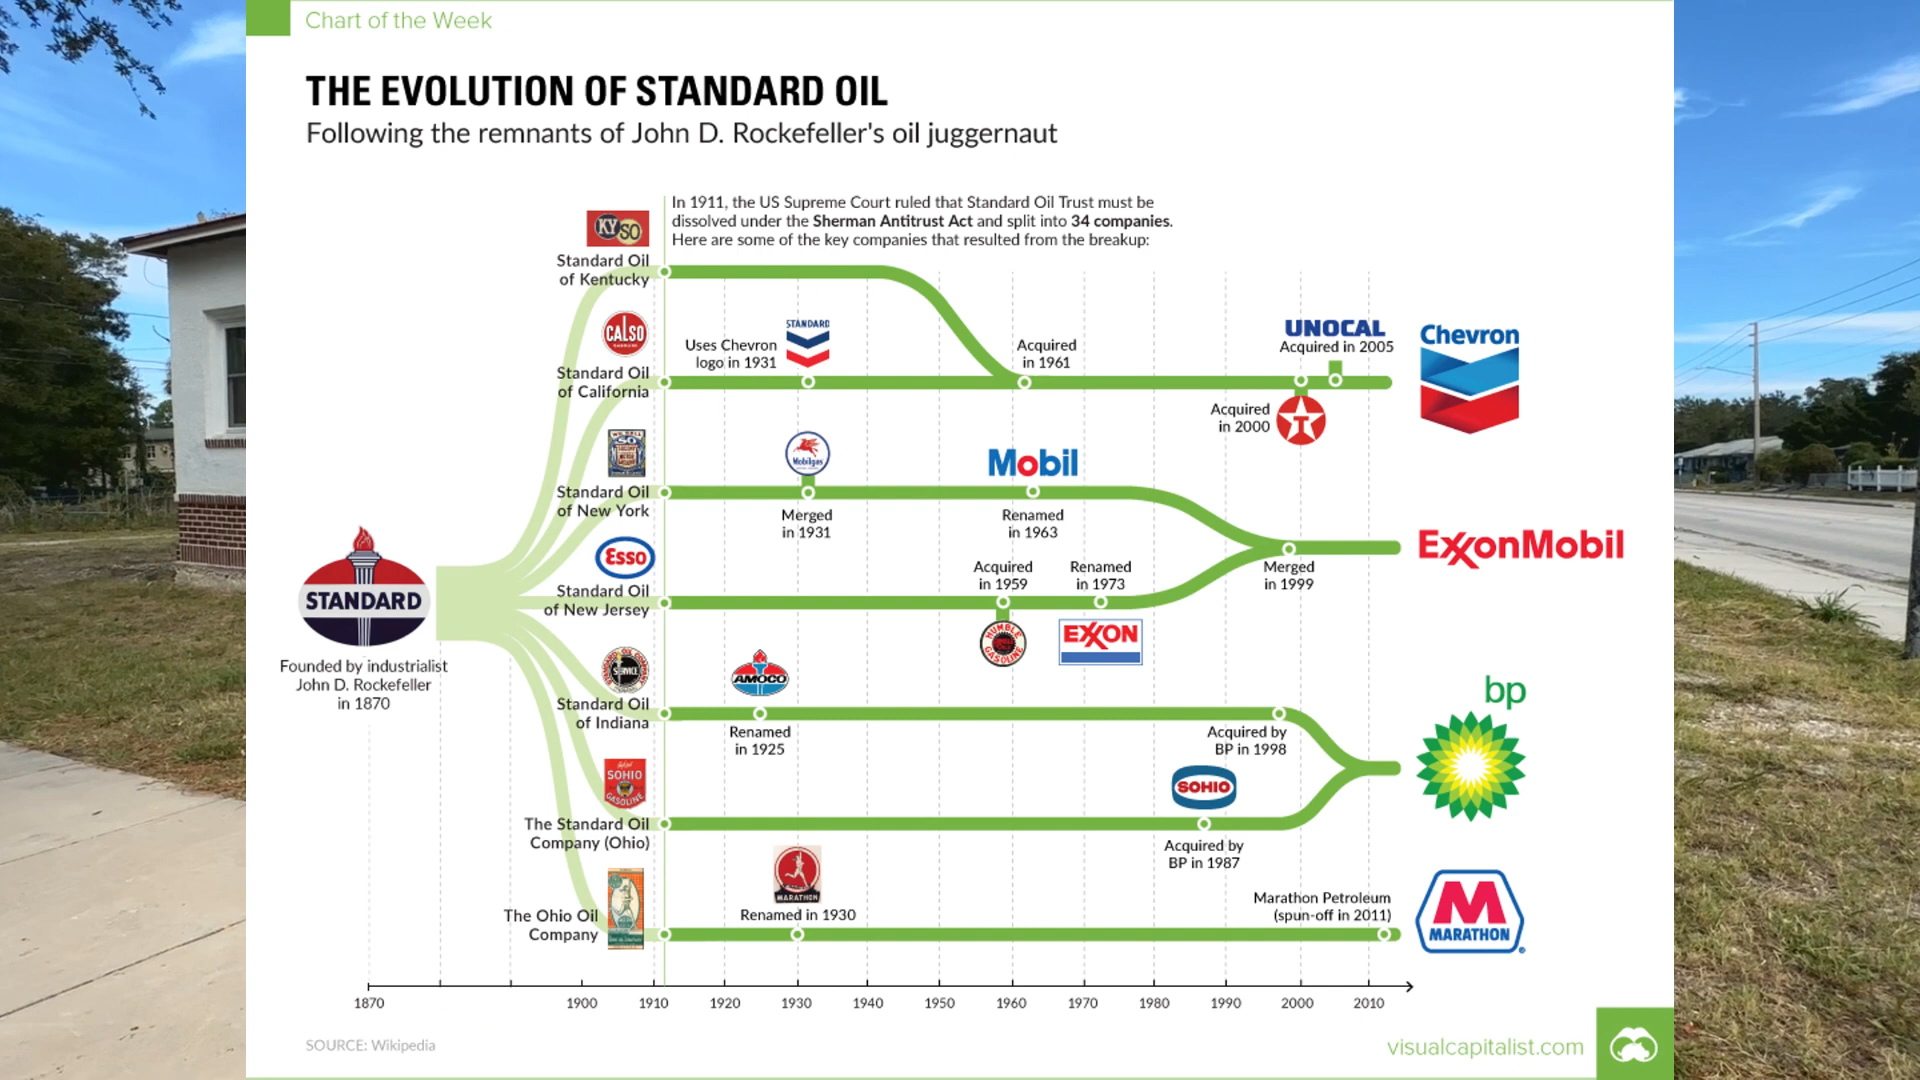 Chart of the Week
THE EVOLUTION OF STANDARD OIL
Following the remnants of John D. Rockefeller's oil juggernaut
In 1911, the US Supreme Court ruled that Standard Oil Trust must be
dissolved under the Sherman Antitrust Act and split into 34 companies.
Here are some of the key companies that resulted from the breakup:
KYSO
Standard Oil
of Kentucky
CALSO
GASOLINE
Standard Oil
of California
Uses Chevron
logo in 1931
STANDARD
Acquired
in 1961
UNOCAL
Acquired in 2005
Acquired
in 2000
T
Chevron
SO
Standard Oil
of New York
Mobilgas
Merged
in 1931
Mobil
Renamed
in 1963
Esso
Standard Oil
of New Jersey
Acquired
in 1959
HUMBLE
GASOLINE
Renamed
in 1973
EXXON
Merged
in 1999
ExxonMobil
STANDARD
Founded by industrialist
John D. Rockefeller
in 1870
SERVICE
Standard Oil
of Indiana
AMOCO
Renamed
in 1925
Acquired by
BP in 1998
bp
SOHIO
GASOLINE
The Standard Oil
Company (Ohio)
SOHIO
Acquired by
BP in 1987
The Ohio Oil
Company
MARATHON
Renamed in 1930
Marathon Petroleum
(spun-off in 2011)
M
MARATHON
1870 1900 1910 1920 1930 1940 1950 1960 1970 1980 1990 2000 2010
SOURCE: Wikipedia
visualcapitalist.com